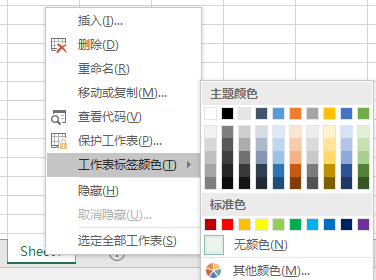 插入(I)...
删除(D)
重命名(R)
移动或复制(M)...
查看代码(V)
保护工作表(P)...
工作表标签颜色(T)
隐藏(H)
取消隐藏(U)...
选定全部工作表(S)
主题颜色
标准色
无颜色(N)
其他颜色(M)...
Sheet